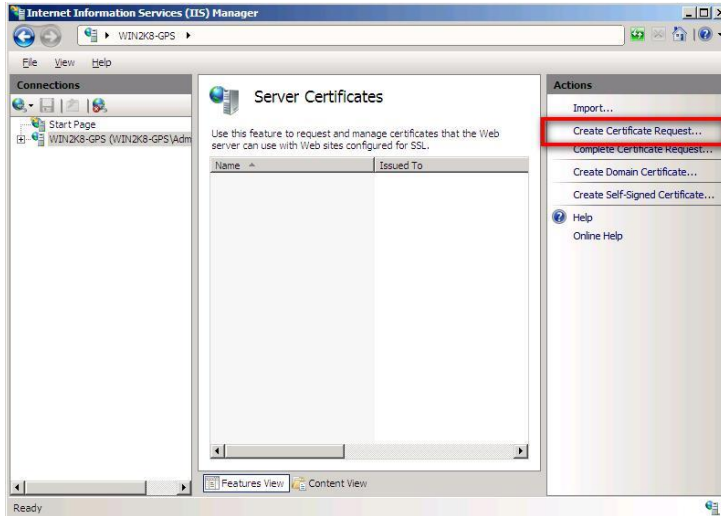 Internet Information Services (IIS) Manager
WIN2K8-GPS
File View Help
Connections
Start Page
WIN2K8-GPS (WIN2K8-GPS\Adm
Server Certificates
Use this feature to request and manage certificates that the Web
server can use with Web sites configured for SSL.
Name Issued To
Features View Content View
Actions
Import...
Create Certificate Request...
Complete Certificate Request...
Create Domain Certificate...
Create Self-Signed Certificate...
Help
Online Help
Ready